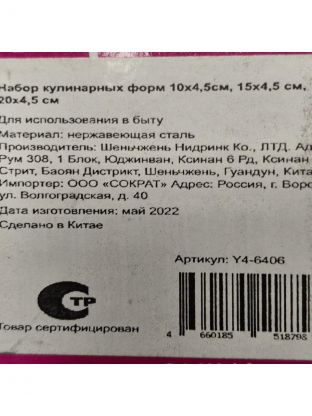 Набор кулинарных форм 10х4,5см, 15х4,5 см,
20х4,5 см
Для использования в быту
Материал: нержавеющая сталь
Производитель: Шеньчжень Нидринк Ко., ЛТД. Ад
Рум 308, 1 Блок, Юджинван, Ксинан 6 Рд, Ксинан
Стрит, Баоян Дистрикт, Шеньчжень, Гуандун, Кита
Импортер: ООО «СОКРАТ» Адрес: Россия, г. Воро
ул. Волгоградская, д. 40
Дата изготовления: май 2022
Сделано в Китае
Артикул: Y4-6406
СТР
Товар сертифицирован
4 660185 518798